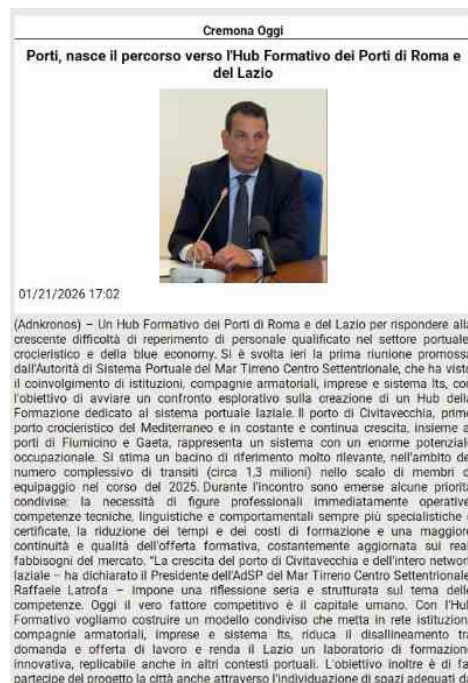 Cremona Oggi
Porti, nasce il percorso verso l'Hub Formativo dei Porti di Roma e
del Lazio
01/21/2026 17:02
(Adnkronos) – Un Hub Formativo dei Porti di Roma e del Lazio per rispondere alla
crescente difficoltà di reperimento di personale qualificato nel settore portuale,
crocieristico e della blue economy. Si è svolta ieri la prima riunione promossa
dall'Autorità di Sistema Portuale del Mar Tirreno Centro Settentrionale, che ha visto
il coinvolgimento di istituzioni, compagnie armatoriali, imprese e sistema Its, con
l'obiettivo di avviare un confronto esplorativo sulla creazione di un Hub della
Formazione dedicato al sistema portuale laziale. Il porto di Civitavecchia, primo
porto crocieristico del Mediterraneo e in costante e continua crescita, insieme ai
porti di Fiumicino e Gaeta, rappresenta un sistema con un enorme potenziale
occupazionale. Si stima un bacino di riferimento molto rilevante, nell'ambito del
numero complessivo di transiti (circa 1,3 milioni) nello scalo di membri di
equipaggio nel corso del 2025. Durante l'incontro sono emerse alcune priorità
condivise: la necessità di figure professionali immediatamente operative,
competenze tecniche, linguistiche e comportamentali sempre più specialistiche e
certificate, la riduzione dei tempi e dei costi di formazione e una maggiore
continuità e qualità dell'offerta formativa, costantemente aggiornata sui reali
fabbisogni del mercato. "La crescita del porto di Civitavecchia e dell'intero network
laziale – ha dichiarato il Presidente dell'AdSP del Mar Tirreno Centro Settentrionale,
Raffaele Latrofa – impone una riflessione seria e strutturata sul tema delle
competenze. Oggi il vero fattore competitivo è il capitale umano. Con l'Hub
Formativo vogliamo costruire un modello condiviso che metta in rete istituzioni,
compagnie armatoriali, imprese e sistema Its, riduca il disallineamento tra
domanda e offerta di lavoro e renda il Lazio un laboratorio di formazione
innovativa, replicabile anche in altri contesti portuali. L'obiettivo inoltre è di far
partecipe del progetto la città anche attraverso l'individuazione di spazi adeguati di